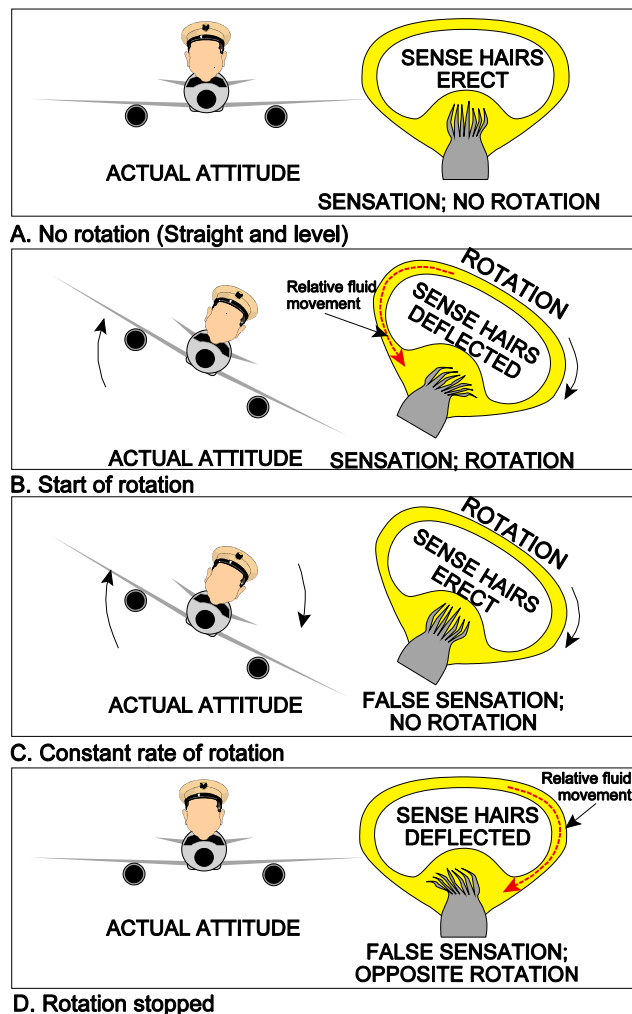 SENSE HAIRS
ERECT
ACTUAL ATTITUDE
SENSATION; NO ROTATION
A. No rotation (Straight and level)
ROTATION
Relative fluid
movement
SENSE HAIRS
DEFLECTED
ACTUAL ATTITUDE
SENSATION; ROTATION
B. Start of rotation
ROTATION
SENSE HAIRS
ERECT
ACTUAL ATTITUDE
FALSE SENSATION;
NO ROTATION
C. Constant rate of rotation
Relative fluid
movement
SENSE HAIRS
DEFLECTED
ACTUAL ATTITUDE
FALSE SENSATION;
OPPOSITE ROTATION
D. Rotation stopped